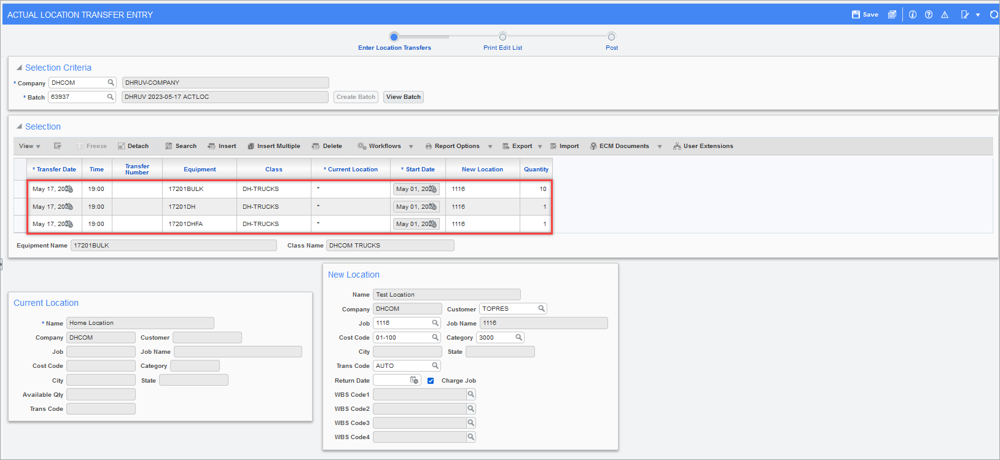 ACTUAL LOCATION TRANSFER ENTRY
Save
Enter Location Transfers
Print Edit List
Post
Selection Criteria
* Company DHCOM DHRUV-COMPANY
* Batch 63937 DHRUV 2023-05-17 ACTLOC Create Batch View Batch
Selection
View Freeze Detach Search Insert Insert Multiple Delete Workflows Report Options Export Import ECM Documents User Extensions
* Transfer Date Time Transfer Number Equipment Class * Current Location * Start Date New Location Quantity
May 17, 202 19:00 17201BULK DH-TRUCKS * May 01, 202 1116 10
May 17, 202 19:00 17201DH DH-TRUCKS * May 01, 202 1116 1
May 17, 202 19:00 17201DHFA DH-TRUCKS * May 01, 202 1116 1
Equipment Name 17201BULK Class Name DHCOM TRUCKS
Current Location
* Name Home Location
Company DHCOM Customer
Job Job Name
Cost Code Category
City State
Available Qty
Trans Code
New Location
Name Test Location
Company DHCOM Customer TOPRES
Job 1116 Job Name 1116
Cost Code 01-100 Category 3000
City State
Trans Code AUTO
Return Date Charge Job
WBS Code1
WBS Code2
WBS Code3
WBS Code4